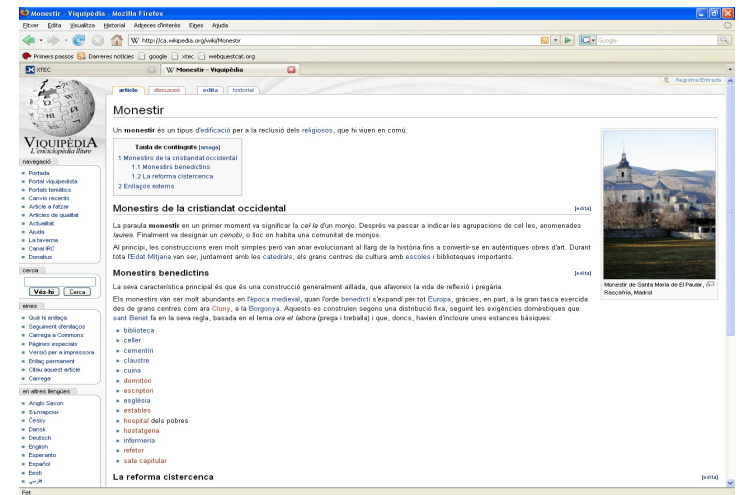 Monestir - Viquipèdia - Mozilla Firefox
Fitxer Edita Visualitza Historial Adreces d'interès Eines Ajuda
W http://ca.wikipedia.org/wiki/Monestir
Google
Primers passos Darreres notícies google xtec webquestcat.org
XTEC
W Monestir - Viquipèdia
Registre/Entrada
article discussió edita historial
VIQUIPÈDIA
L'enciclopèdia lliure
navegació
Portada
Portal viquipedista
Portals temàtics
Canvis recents
Article a l'atzar
Articles de qualitat
Actualitat
Ajuda
La taverna
Canal IRC
Donatius
cerca
Vés-hi Cerca
eines
Què hi enllaça
Seguiment d'enllaços
Carrega a Commons
Pàgines especials
Versió per a impressora
Enllaç permanent
Citau aquest article
Carrega
en altres llengües
Anglo Saxon
Български
Česky
Dansk
Deutsch
English
Esperanto
Español
Eesti
فارسی
Monestir
Un monestir és un tipus d'edificació per a la reclusió dels religiosos, que hi viuen en comú.
Taula de continguts [amaga]
1 Monestirs de la cristiandat occidental
1.1 Monestirs benedictins
1.2 La reforma cistercenca
2 Enllaços externs
Monestir de Santa María de El Paular,
Rascafría, Madrid
Monestirs de la cristiandat occidental [edita]
La paraula monestir en un primer moment va significar la cel·la d'un monjo. Després va passar a indicar les agrupacions de cel·les, anomenades
laures. Finalment va designar un cenobi, o lloc on habita una comunitat de monjos.
Al principi, les construccions eren molt simples però van anar evolucionant al llarg de la història fins a convertir-se en autèntiques obres d'art. Durant
tota l'Edat Mitjana van ser, juntament amb les catedrals, els grans centres de cultura amb escoles i biblioteques importants.
Monestirs benedictins [edita]
La seva característica principal és que és una construcció generalment aïllada, que afavoreix la vida de reflexió i pregària.
Els monestirs van ser molt abundants en l'època medieval, quan l'orde benedictí s'expandí per tot Europa, gràcies, en part, a la gran tasca exercida
des de grans centres com ara Cluny, a la Borgonya. Aquests es construïen segons una distribució fixa, seguint les exigències domèstiques que
sant Benet fa en la seva regla, basada en el lema ora et labora (prega i treballa) i que, doncs, havien d'incloure unes estances bàsiques:
biblioteca
celler
cementiri
claustre
cuina
dormitori
escriptori
església
estables
hospital dels pobres
hostatgeria
infermeria
refetor
sala capitular
La reforma cistercenca [edita]
Fet